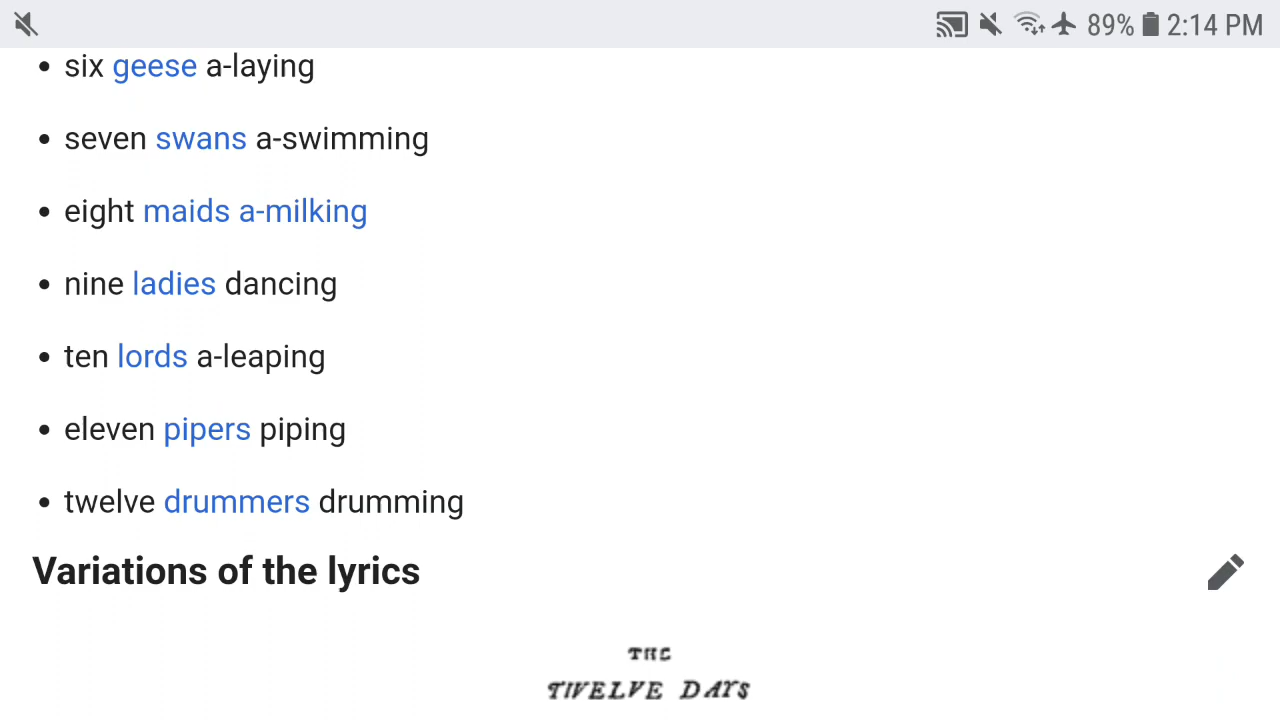 89% 2:14 PM
six geese a-laying
seven swans a-swimming
eight maids a-milking
nine ladies dancing
ten lords a-leaping
eleven pipers piping
twelve drummers drumming
Variations of the lyrics
THE
TWELVE DAYS